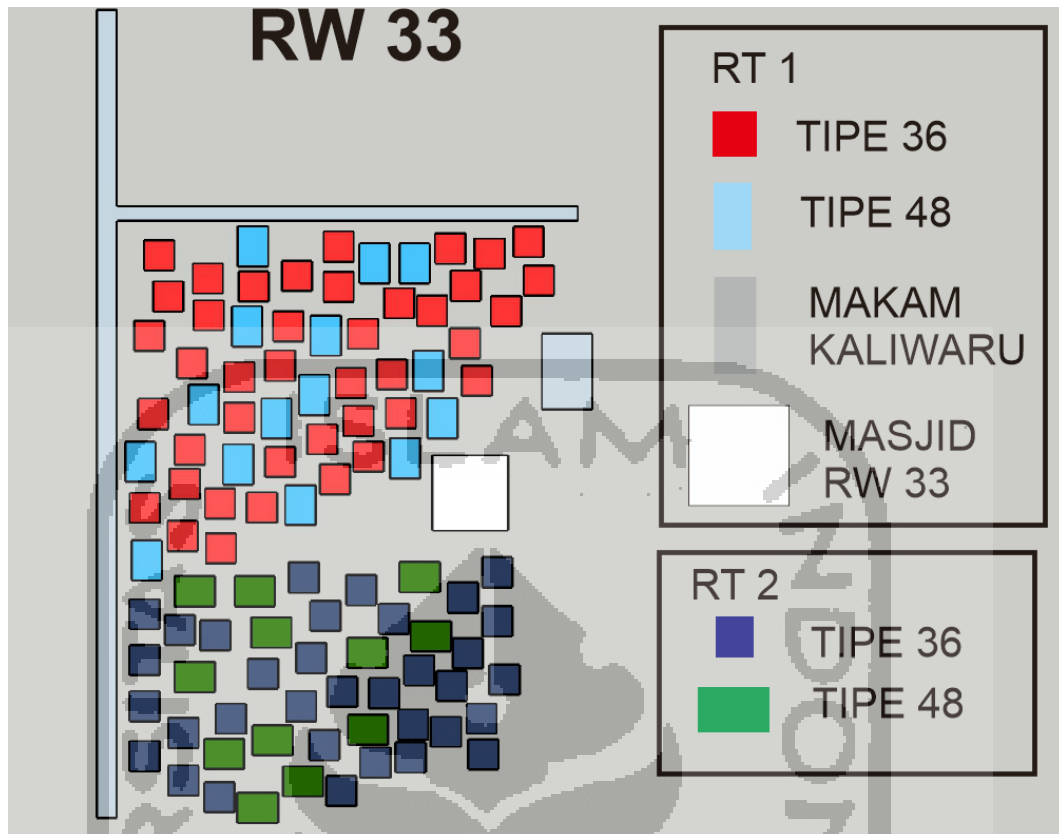 RW 33
RT 1
TIPE 36
TIPE 48
MAKAM
KALIWARU
MASJID
RW 33
RT 2
TIPE 36
TIPE 48